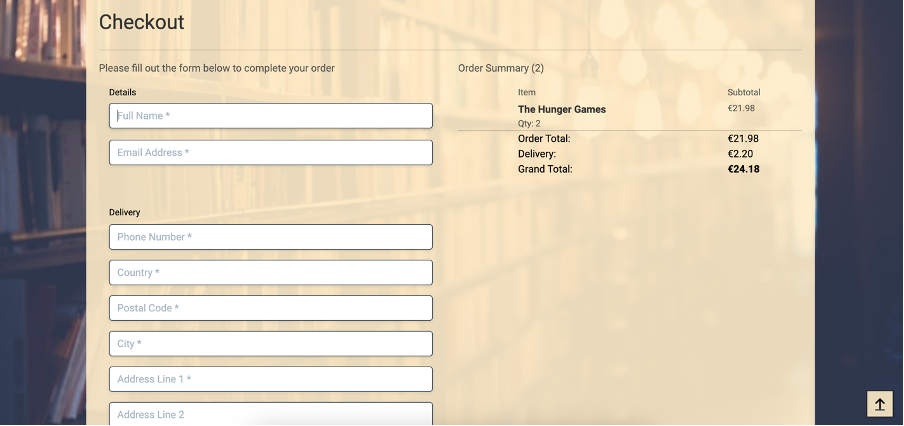 Checkout
Please fill out the form below to complete your order
Details
Full Name *
Email Address *
Delivery
Phone Number *
Country *
Postal Code *
City *
Address Line 1 *
Address Line 2
Order Summary (2)
Item Subtotal
The Hunger Games €21.98
Qty: 2
Order Total: €21.98
Delivery: €2.20
Grand Total: €24.18